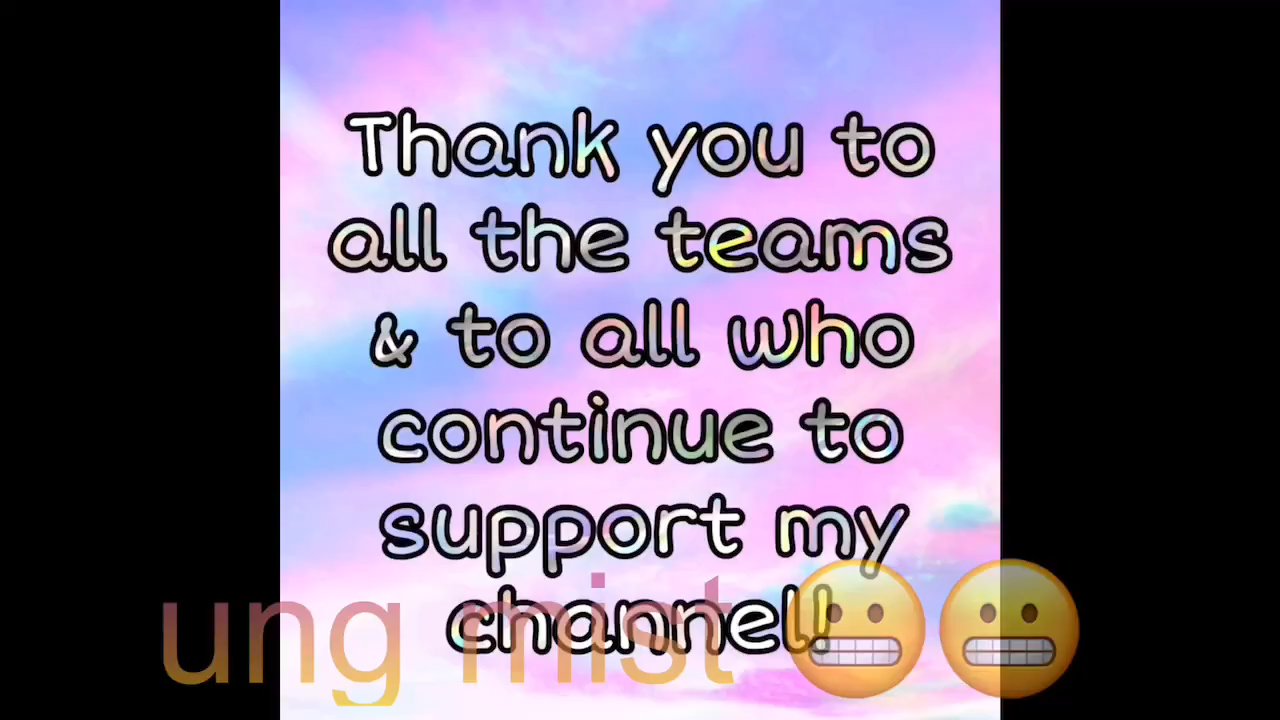 Thank you to
all the teams
& to all who
continue to
support my
channel!
ung mist 😬😬